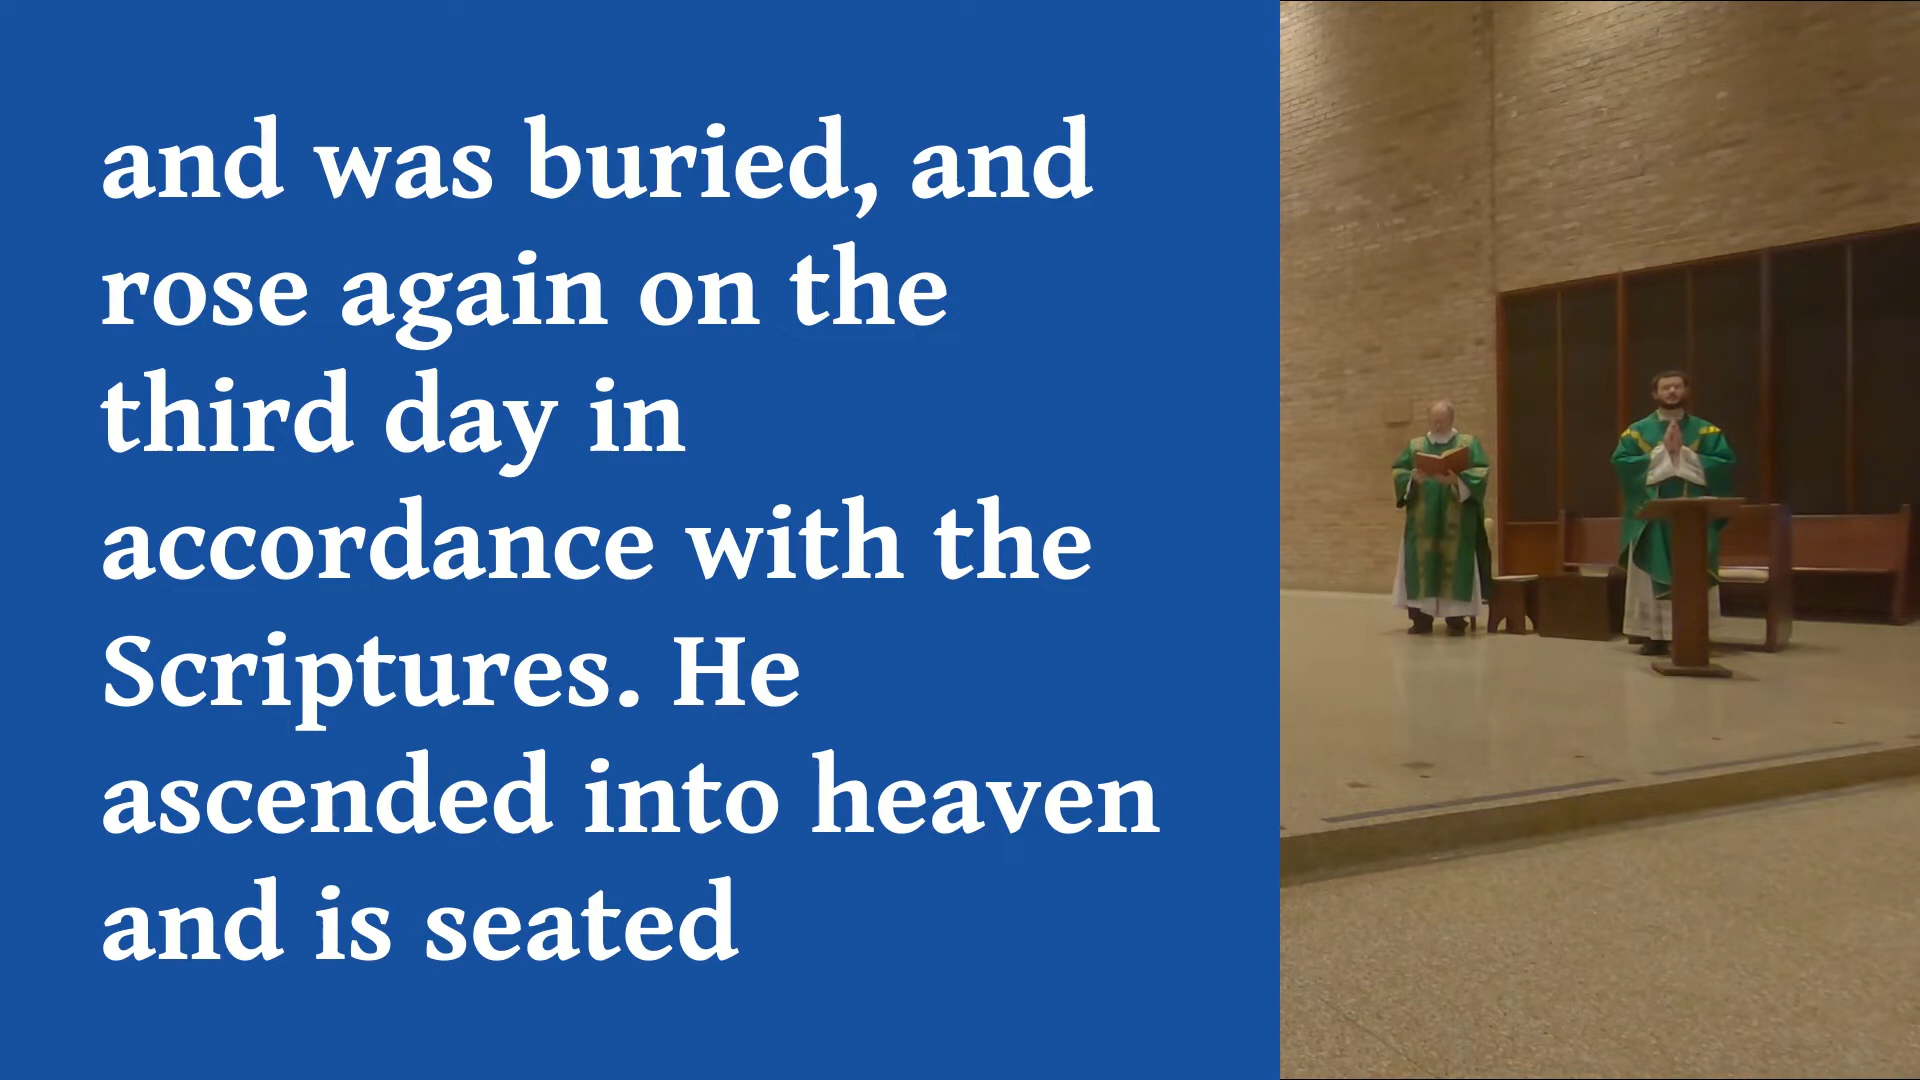 and was buried, and
rose again on the
third day in
accordance with the
Scriptures. He
ascended into heaven
and is seated